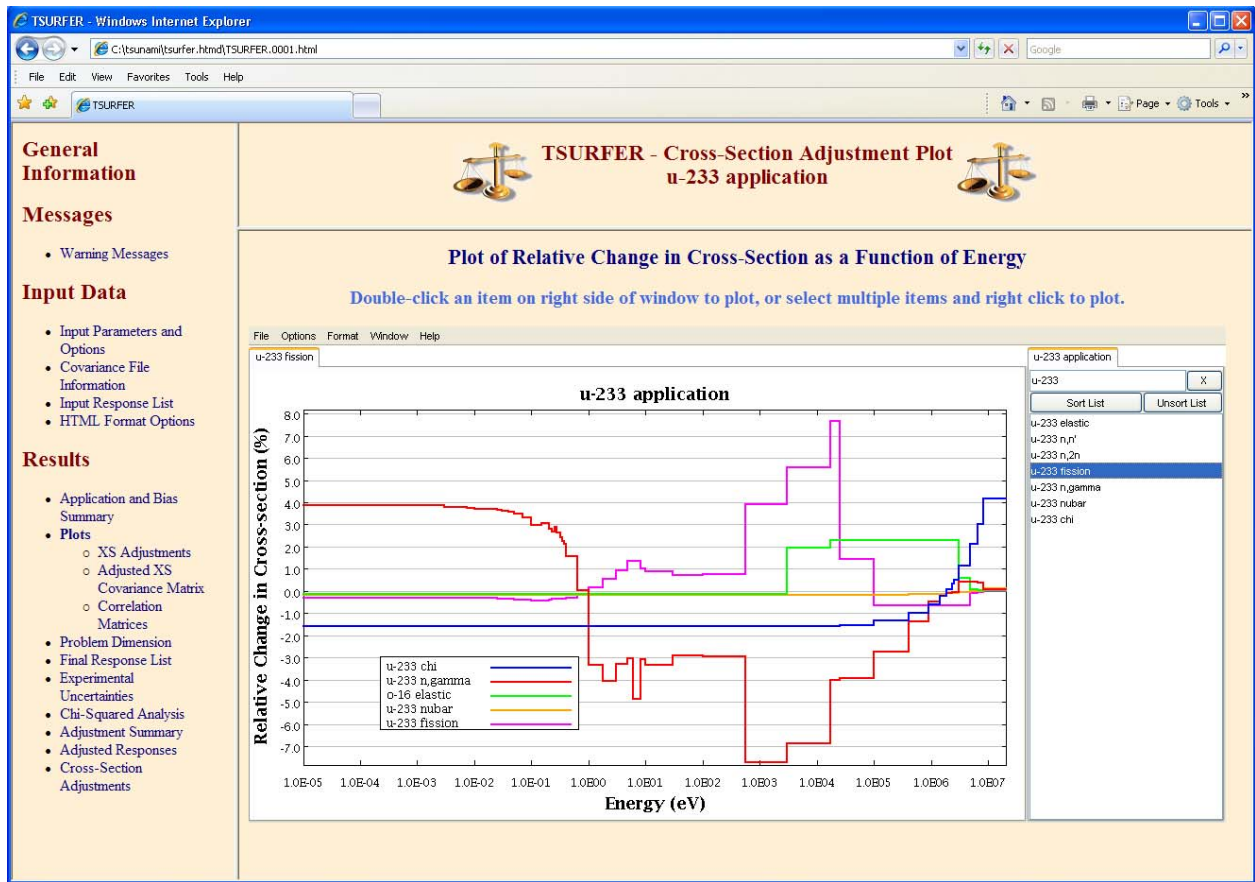 TSURFER - Windows Internet Explorer
C:\tsunami\tsurfer.htmd\TSURFER.0001.html
Google
File Edit View Favorites Tools Help
TSURFER
Page Tools »
General
Information
Messages
• Warning Messages
Input Data
• Input Parameters and
Options
• Covariance File
Information
• Input Response List
• HTML Format Options
Results
• Application and Bias
Summary
• Plots
○ XS Adjustments
○ Adjusted XS
Covariance Matrix
○ Correlation
Matrices
• Problem Dimension
• Final Response List
• Experimental
Uncertainties
• Chi-Squared Analysis
• Adjustment Summary
• Adjusted Responses
• Cross-Section
Adjustments
TSURFER - Cross-Section Adjustment Plot
u-233 application
Plot of Relative Change in Cross-Section as a Function of Energy
Double-click an item on right side of window to plot, or select multiple items and right click to plot.
File Options Format Window Help
u-233 fission
u-233 application
Relative Change in Cross-section (%)
8.0
7.0
6.0
5.0
4.0
3.0
2.0
1.0
0.0
-1.0
-2.0
-3.0
-4.0
-5.0
-6.0
-7.0
u-233 chi
u-233 n,gamma
o-16 elastic
u-233 nubar
u-233 fission
1.0E-05 1.0E-04 1.0E-03 1.0E-02 1.0E-01 1.0E00 1.0E01 1.0E02 1.0E03 1.0E04 1.0E05 1.0E06 1.0E07
Energy (eV)
u-233 application
u-233 X
Sort List Unsort List
u-233 elastic
u-233 n,n'
u-233 n,2n
u-233 fission
u-233 n,gamma
u-233 nubar
u-233 chi